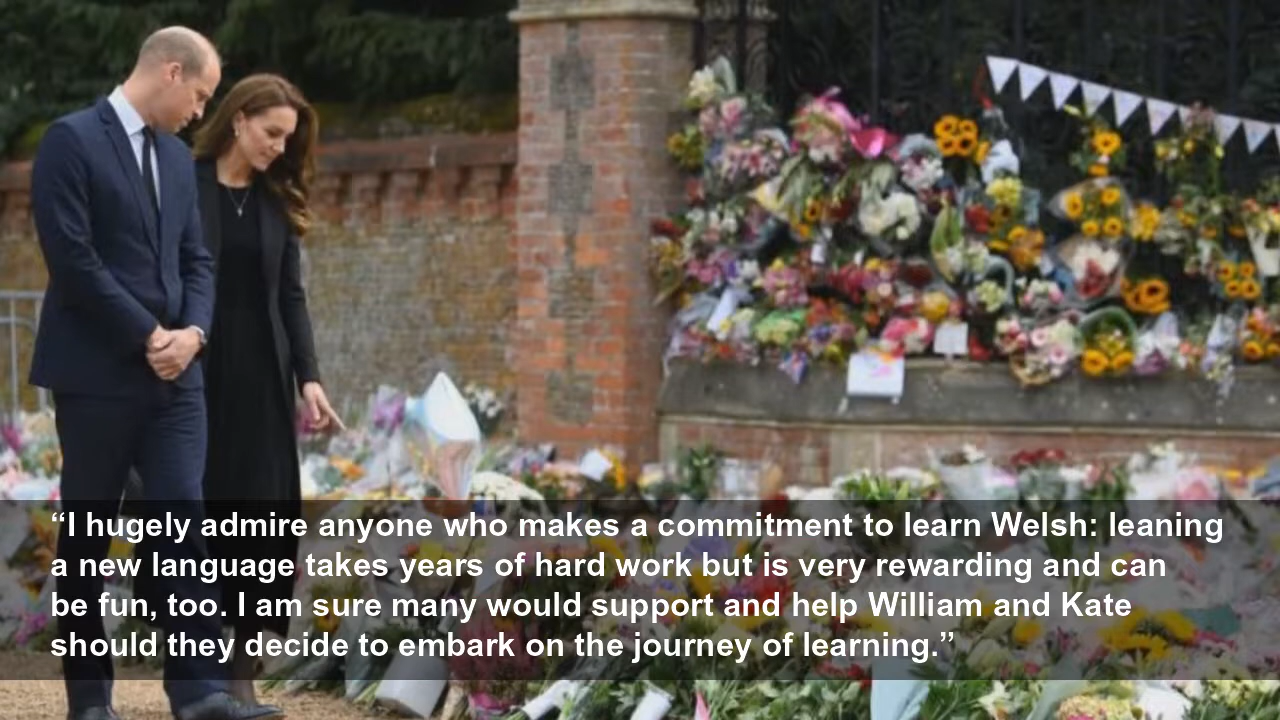 “I hugely admire anyone who makes a commitment to learn Welsh: leaning
a new language takes years of hard work but is very rewarding and can
be fun, too. I am sure many would support and help William and Kate
should they decide to embark on the journey of learning.”